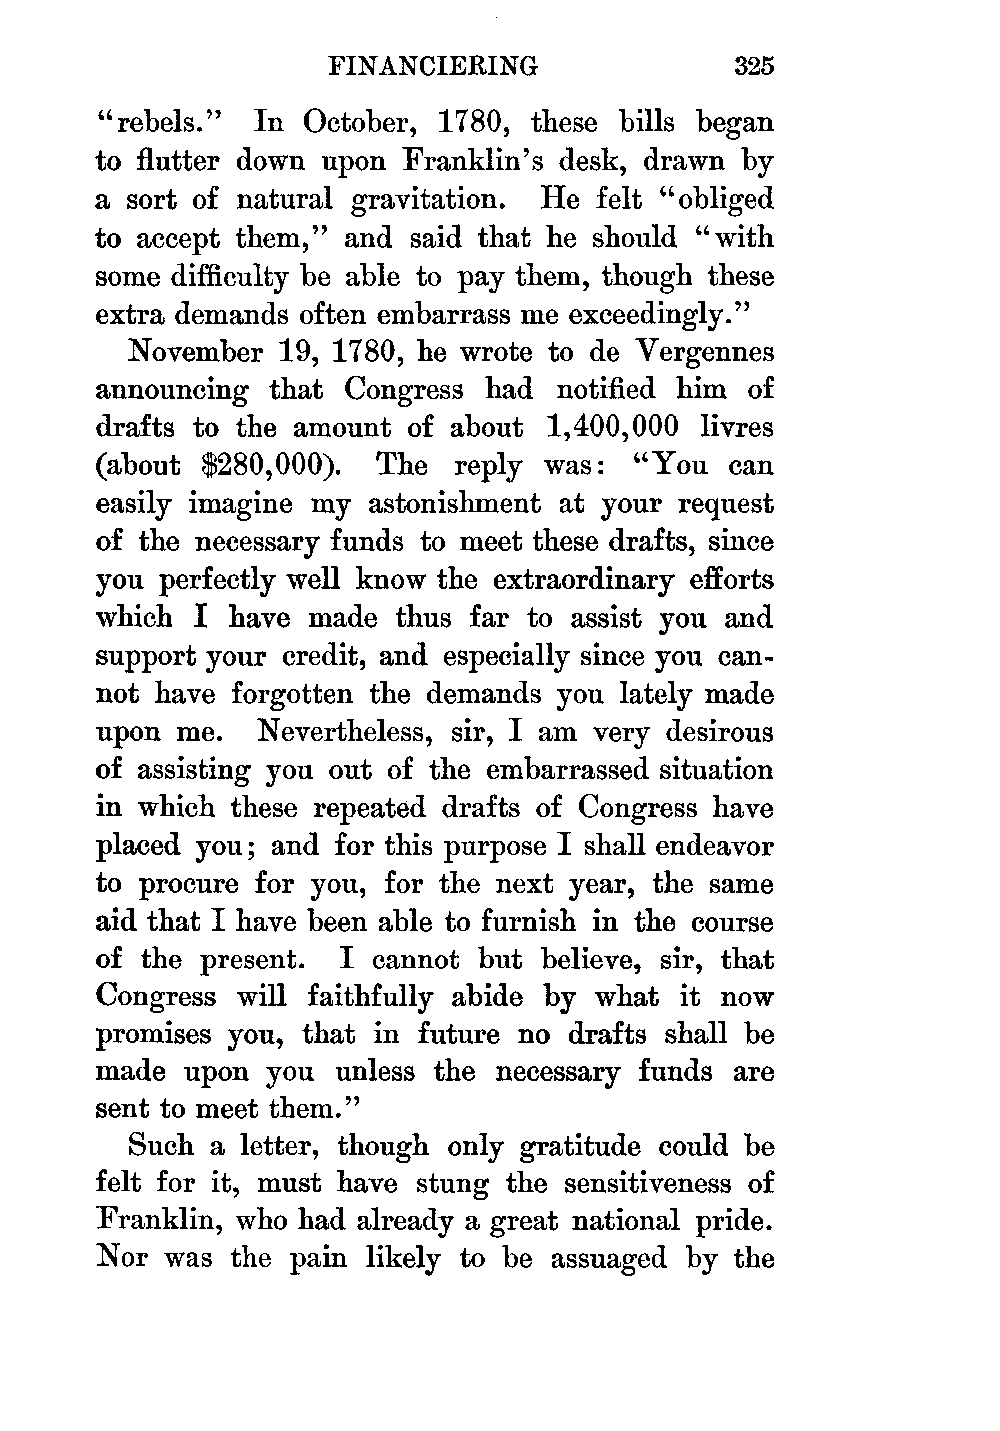 FINANCIERING 325
“rebels.” In October, 1780, these bills began
to flutter down upon Franklin’s desk, drawn by
a sort of natural gravitation. He felt “obliged
to accept them,” and said that he should “with
some difficulty be able to pay them, though these
extra demands often embarrass me exceedingly.”
November 19, 1780, he wrote to de Vergennes
announcing that Congress had notified him of
drafts to the amount of about 1,400,000 livres
(about $280,000). The reply was: “You can
easily imagine my astonishment at your request
of the necessary funds to meet these drafts, since
you perfectly well know the extraordinary efforts
which I have made thus far to assist you and
support your credit, and especially since you can-
not have forgotten the demands you lately made
upon me. Nevertheless, sir, I am very desirous
of assisting you out of the embarrassed situation
in which these repeated drafts of Congress have
placed you; and for this purpose I shall endeavor
to procure for you, for the next year, the same
aid that I have been able to furnish in the course
of the present. I cannot but believe, sir, that
Congress will faithfully abide by what it now
promises you, that in future no drafts shall be
made upon you unless the necessary funds are
sent to meet them.”
Such a letter, though only gratitude could be
felt for it, must have stung the sensitiveness of
Franklin, who had already a great national pride.
Nor was the pain likely to be assuaged by the